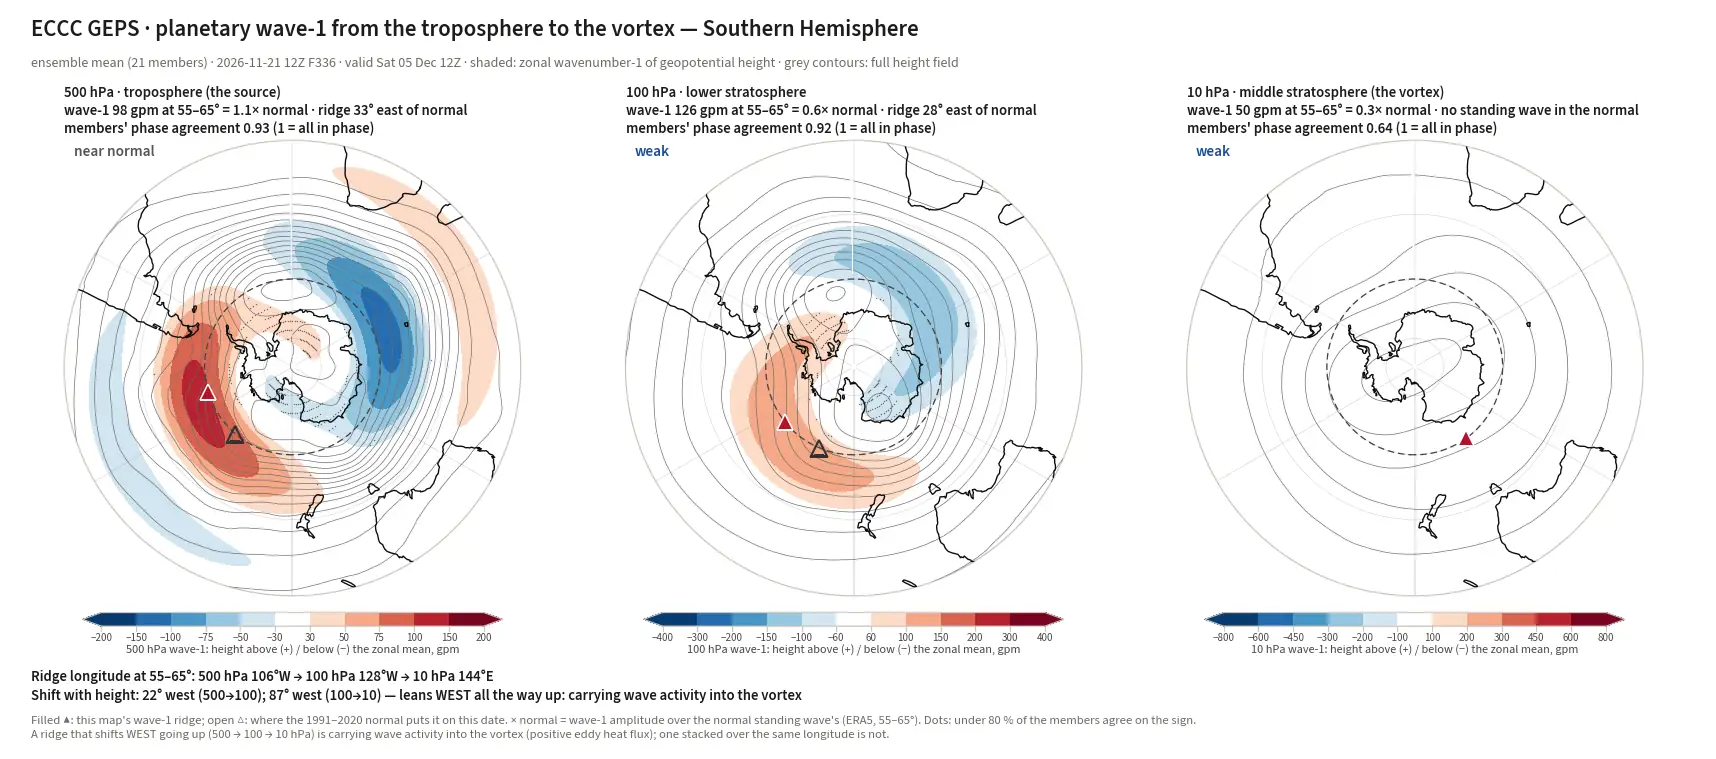 ECCC GEPS · planetary wave-1 from the troposphere to the vortex — Southern Hemisphere
ensemble mean (21 members) · 2026-11-21 12Z F336 · valid Sat 05 Dec 12Z · shaded: zonal wavenumber-1 of geopotential height · grey contours: full height field
500 hPa · troposphere (the source)
wave-1 98 gpm at 55–65° = 1.1× normal · ridge 33° east of normal
members' phase agreement 0.93 (1 = all in phase)
near normal
100 hPa · lower stratosphere
wave-1 126 gpm at 55–65° = 0.6× normal · ridge 28° east of normal
members' phase agreement 0.92 (1 = all in phase)
weak
10 hPa · middle stratosphere (the vortex)
wave-1 50 gpm at 55–65° = 0.3× normal · no standing wave in the normal
members' phase agreement 0.64 (1 = all in phase)
weak
−200 −150 −100 −75 −50 −30 30 50 75 100 150 200
500 hPa wave-1: height above (+) / below (−) the zonal mean, gpm
−400 −300 −200 −150 −100 −60 60 100 150 200 300 400
100 hPa wave-1: height above (+) / below (−) the zonal mean, gpm
−800 −600 −450 −300 −200 −100 100 200 300 450 600 800
10 hPa wave-1: height above (+) / below (−) the zonal mean, gpm
Ridge longitude at 55–65°: 500 hPa 106°W → 100 hPa 128°W → 10 hPa 144°E
Shift with height: 22° west (500→100); 87° west (100→10) — leans WEST all the way up: carrying wave activity into the vortex
Filled ▲: this map's wave-1 ridge; open △: where the 1991–2020 normal puts it on this date. × normal = wave-1 amplitude over the normal standing wave's (ERA5, 55–65°). Dots: under 80 % of the members agree on the sign.
A ridge that shifts WEST going up (500 → 100 → 10 hPa) is carrying wave activity into the vortex (positive eddy heat flux); one stacked over the same longitude is not.